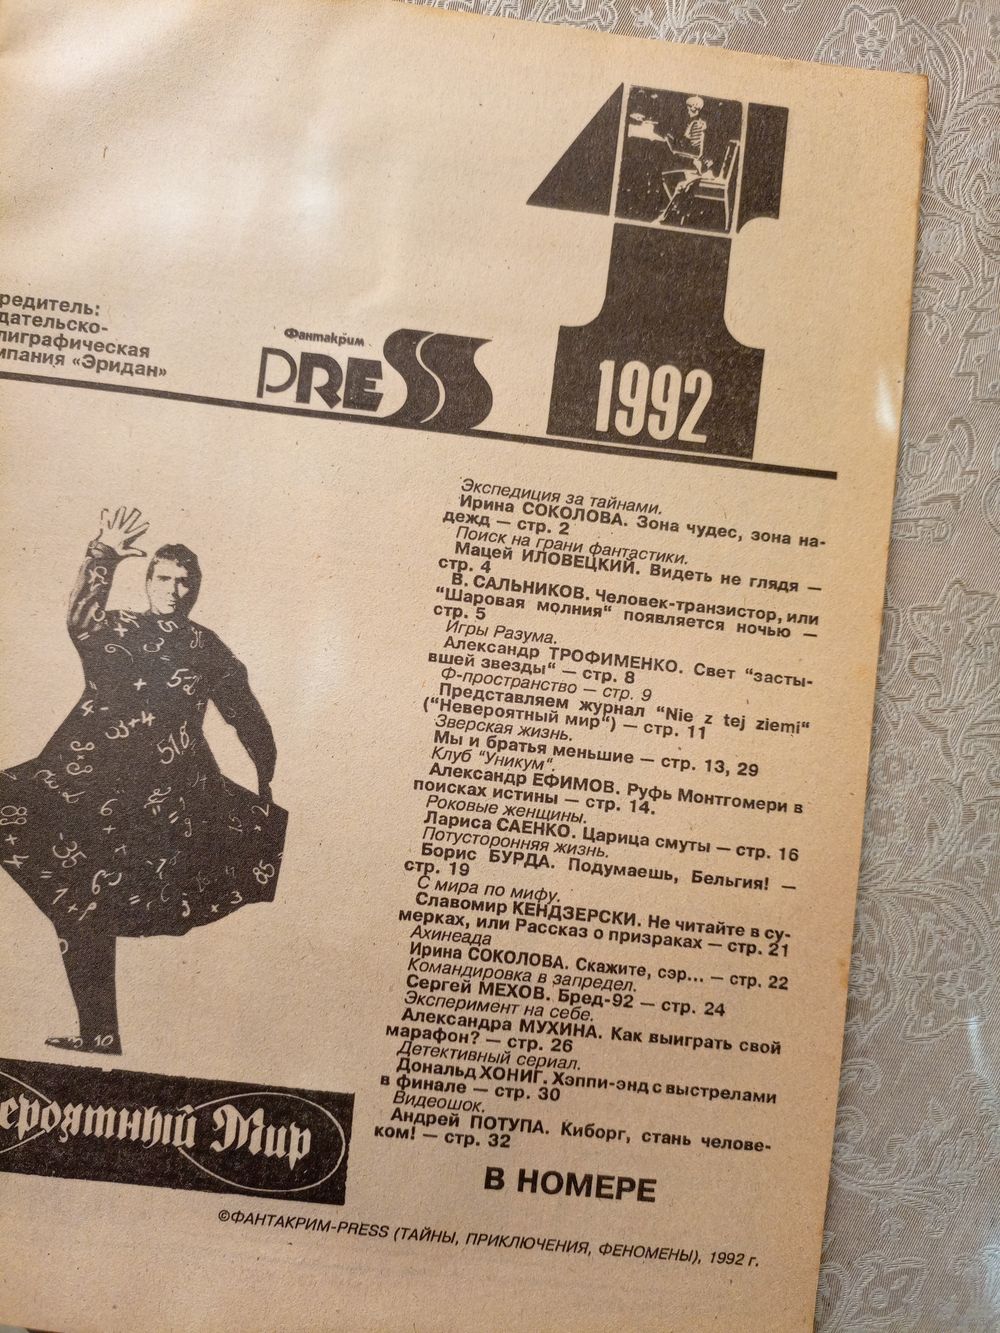 редитель:
дательско-
лиграфическая
мпания «Эридан»
Фантакрим
PRESS
1
1992
Экспедиция за тайнами.
Ирина СОКОЛОВА. Зона чудес, зона на-
дежд — стр. 2
Поиск на грани фантастики.
Мацей ИЛОВЕЦКИЙ. Видеть не глядя —
стр. 4
В. САЛЬНИКОВ. Человек-транзистор, или
"Шаровая молния" появляется ночью —
стр. 5
Игры Разума.
Александр ТРОФИМЕНКО. Свет "засты-
вшей звезды" — стр. 8
Ф-пространство — стр. 9
Представляем журнал "Nie z tej ziemi"
("Невероятный мир") — стр. 11
Зверская жизнь.
Мы и братья меньшие — стр. 13, 29
Клуб "Уникум".
Александр ЕФИМОВ. Руфь Монтгомери в
поисках истины — стр. 14.
Роковые женщины.
Лариса САЕНКО. Царица смуты — стр. 16
Потусторонняя жизнь.
Борис БУРДА. Подумаешь, Бельгия! —
стр. 19
С мира по мифу.
Славомир КЕНДЗЕРСКИ. Не читайте в су-
мерках, или Рассказ о призраках — стр. 21
Ахинеада
Ирина СОКОЛОВА. Скажите, сэр... — стр. 22
Командировка в запредел.
Сергей МЕХОВ. Бред-92 — стр. 24
Эксперимент на себе.
Александра МУХИНА. Как выиграть свой
марафон? — стр. 26
Детективный сериал.
Дональд ХОНИГ. Хэппи-энд с выстрелами
в финале — стр. 30
Видеошок.
Андрей ПОТУПА. Киборг, стань челове-
ком! — стр. 32
В НОМЕРЕ
ероятный Мир
©ФАНТАКРИМ-PRESS (ТАЙНЫ, ПРИКЛЮЧЕНИЯ, ФЕНОМЕНЫ), 1992 г.